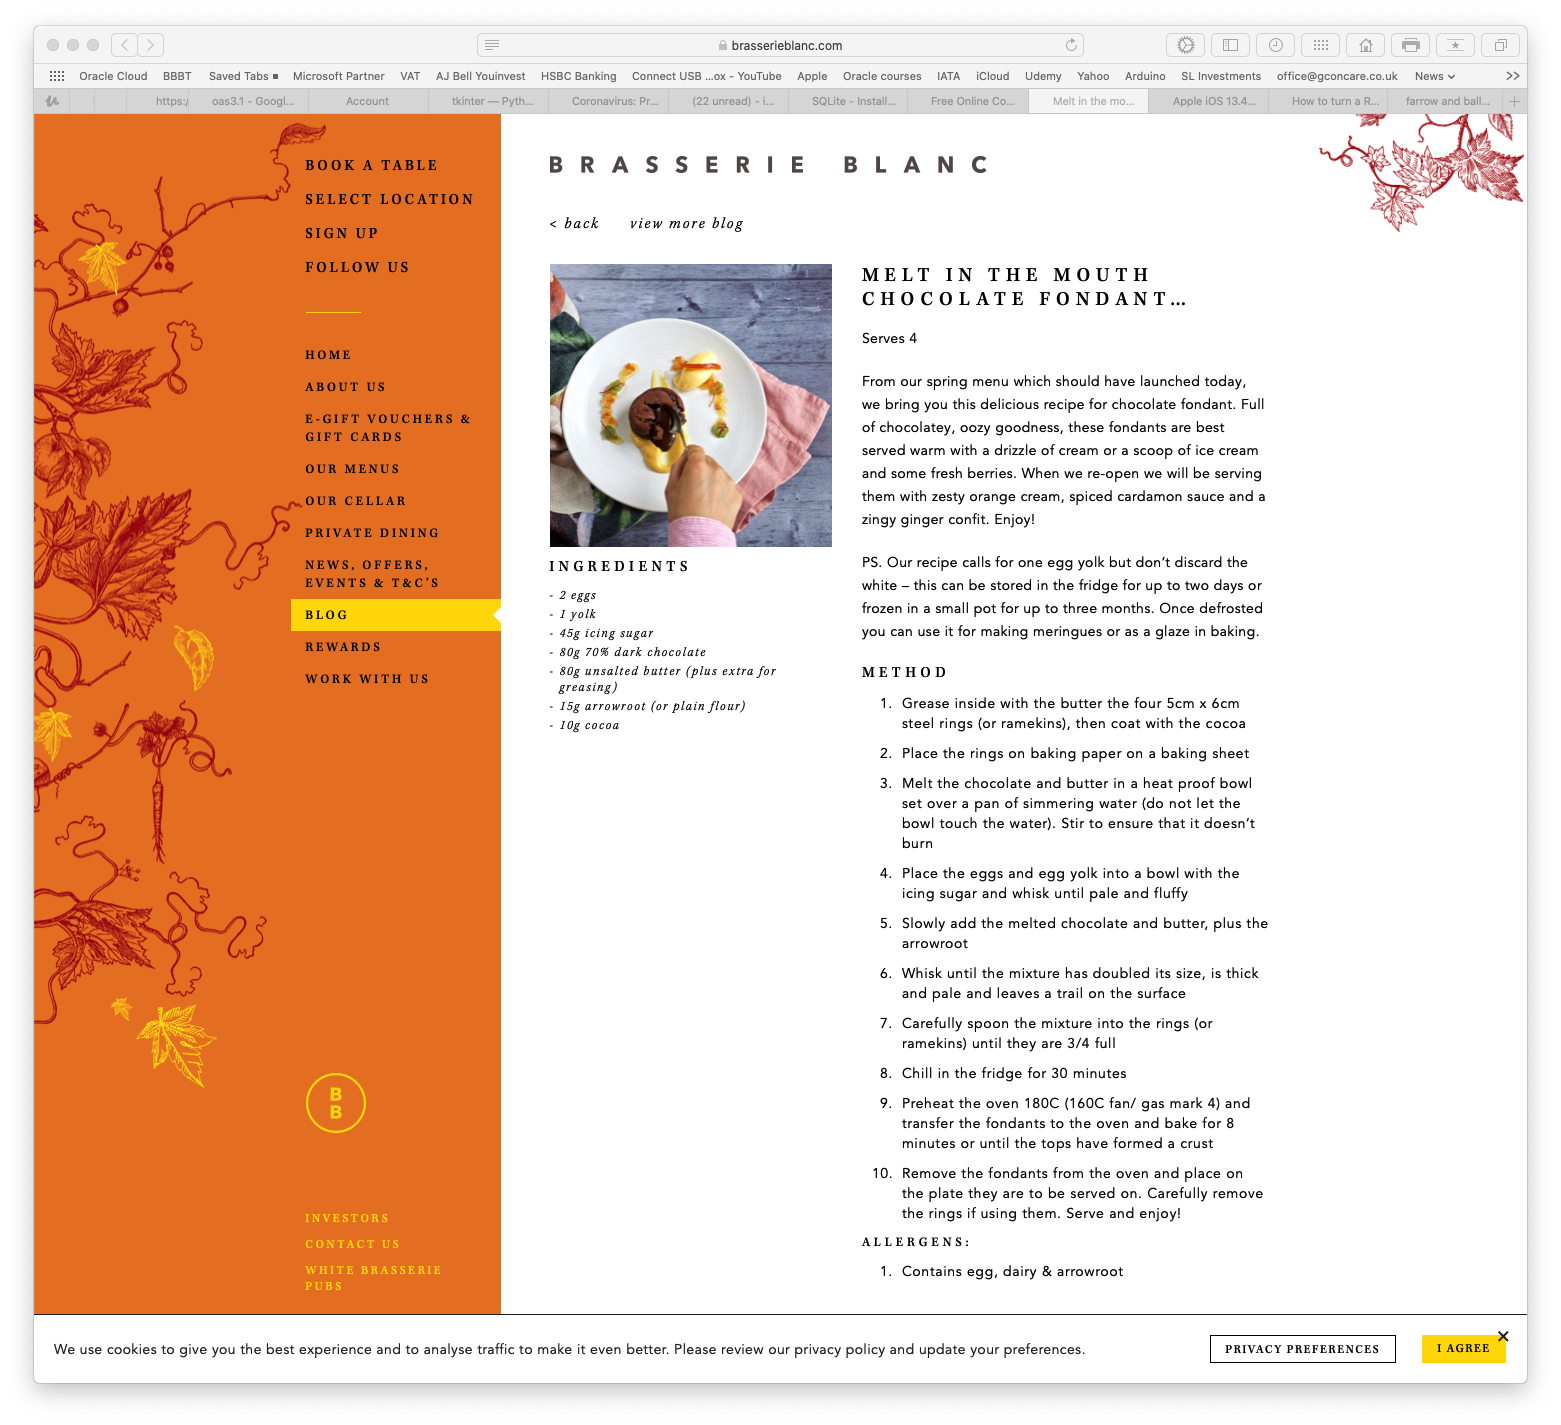 brasserieblanc.com
Oracle Cloud BBBT Saved Tabs Microsoft Partner VAT AJ Bell Youinvest HSBC Banking Connect USB ...ox - YouTube Apple Oracle courses IATA iCloud Udemy Yahoo Arduino SL Investments office@gconcare.co.uk News
https:/ oas3.1 - Googl... Account tkinter — Pyth... Coronavirus: Pr... (22 unread) - i... SQLite - Install... Free Online Co... Melt in the mo... Apple iOS 13.4... How to turn a R... farrow and ball...
BOOK A TABLE
SELECT LOCATION
SIGN UP
FOLLOW US
HOME
ABOUT US
E-GIFT VOUCHERS &
GIFT CARDS
OUR MENUS
OUR CELLAR
PRIVATE DINING
NEWS, OFFERS,
EVENTS & T&C'S
BLOG
REWARDS
WORK WITH US
B
B
INVESTORS
CONTACT US
WHITE BRASSERIE
PUBS
BRASSERIE BLANC
< back view more blog
INGREDIENTS
- 2 eggs
- 1 yolk
- 45g icing sugar
- 80g 70% dark chocolate
- 80g unsalted butter (plus extra for
greasing)
- 15g arrowroot (or plain flour)
- 10g cocoa
MELT IN THE MOUTH
CHOCOLATE FONDANT...
Serves 4
From our spring menu which should have launched today,
we bring you this delicious recipe for chocolate fondant. Full
of chocolatey, oozy goodness, these fondants are best
served warm with a drizzle of cream or a scoop of ice cream
and some fresh berries. When we re-open we will be serving
them with zesty orange cream, spiced cardamon sauce and a
zingy ginger confit. Enjoy!
PS. Our recipe calls for one egg yolk but don't discard the
white – this can be stored in the fridge for up to two days or
frozen in a small pot for up to three months. Once defrosted
you can use it for making meringues or as a glaze in baking.
METHOD
1. Grease inside with the butter the four 5cm x 6cm
steel rings (or ramekins), then coat with the cocoa
2. Place the rings on baking paper on a baking sheet
3. Melt the chocolate and butter in a heat proof bowl
set over a pan of simmering water (do not let the
bowl touch the water). Stir to ensure that it doesn't
burn
4. Place the eggs and egg yolk into a bowl with the
icing sugar and whisk until pale and fluffy
5. Slowly add the melted chocolate and butter, plus the
arrowroot
6. Whisk until the mixture has doubled its size, is thick
and pale and leaves a trail on the surface
7. Carefully spoon the mixture into the rings (or
ramekins) until they are 3/4 full
8. Chill in the fridge for 30 minutes
9. Preheat the oven 180C (160C fan/ gas mark 4) and
transfer the fondants to the oven and bake for 8
minutes or until the tops have formed a crust
10. Remove the fondants from the oven and place on
the plate they are to be served on. Carefully remove
the rings if using them. Serve and enjoy!
ALLERGENS:
1. Contains egg, dairy & arrowroot
We use cookies to give you the best experience and to analyse traffic to make it even better. Please review our privacy policy and update your preferences.
PRIVACY PREFERENCES
I AGREE